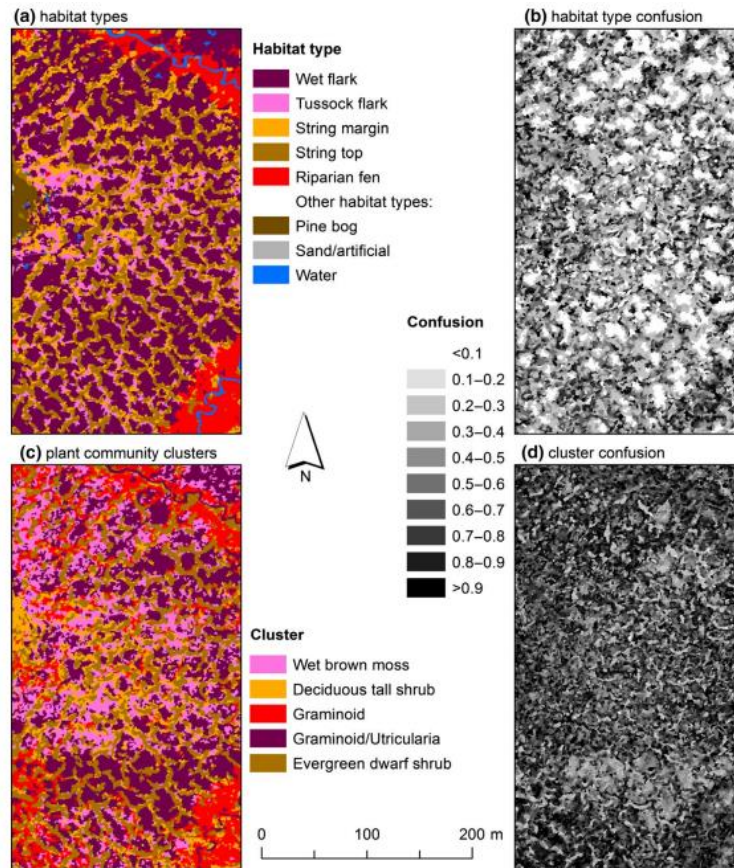 (a) habitat types
Habitat type
Wet flark
Tussock flark
String margin
String top
Riparian fen
Other habitat types:
Pine bog
Sand/artificial
Water
(b) habitat type confusion
Confusion
<0.1
0.1–0.2
0.2–0.3
0.3–0.4
0.4–0.5
0.5–0.6
0.6–0.7
0.7–0.8
0.8–0.9
>0.9
N
(c) plant community clusters
Cluster
Wet brown moss
Deciduous tall shrub
Graminoid
Graminoid/Utricularia
Evergreen dwarf shrub
0 100 200 m
(d) cluster confusion